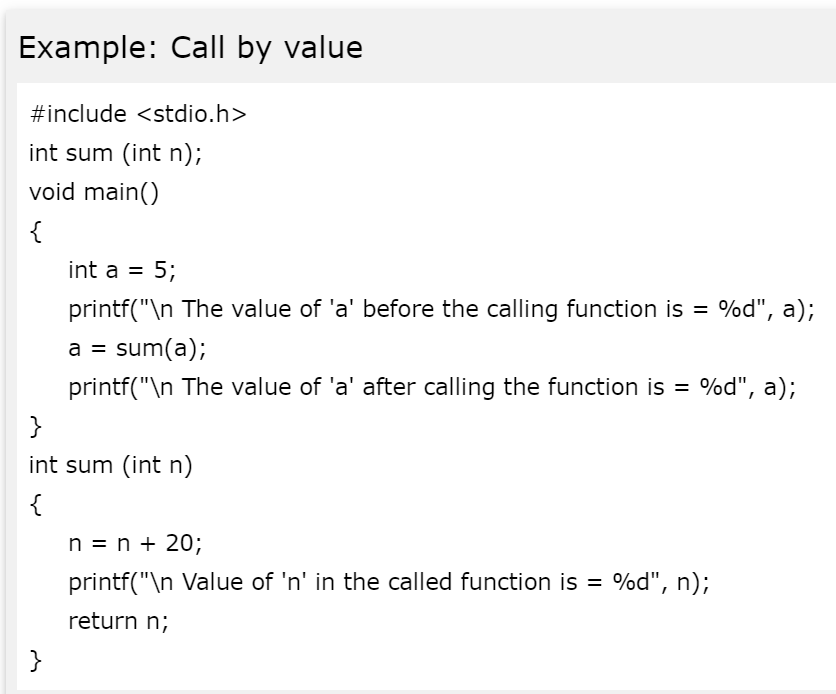 Example: Call by value
#include <stdio.h>
int sum (int n);
void main()
{
int a = 5;
printf("\n The value of 'a' before the calling function is = %d", a);
a = sum(a);
printf("\n The value of 'a' after calling the function is = %d", a);
}
int sum (int n)
{
n = n + 20;
printf("\n Value of 'n' in the called function is = %d", n);
return n;
}